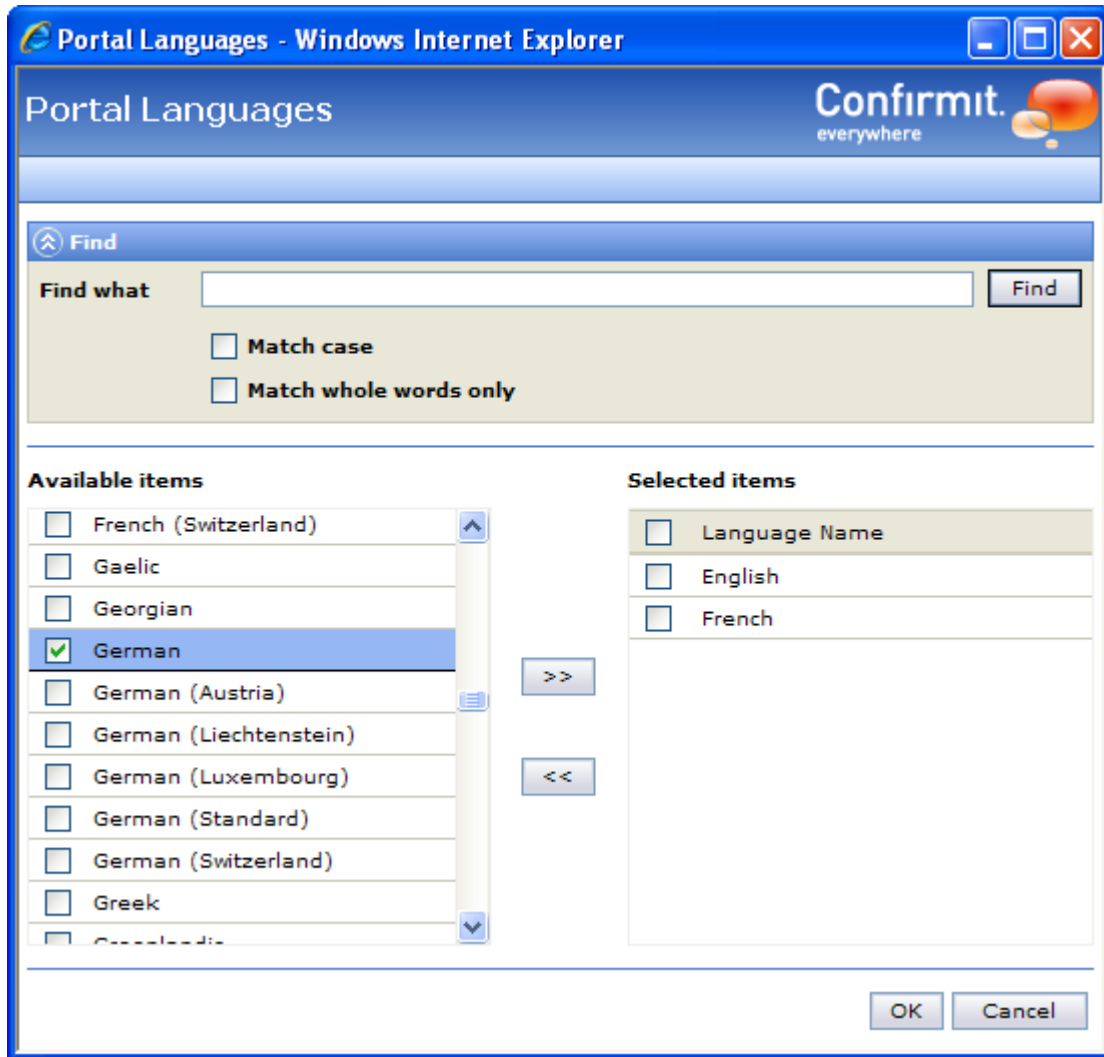 Portal Languages - Windows Internet Explorer
Portal Languages
Confirmit.
everywhere
Find
Find what
Find
Match case
Match whole words only
Available items
Selected items
French (Switzerland)
Gaelic
Georgian
German
German (Austria)
German (Liechtenstein)
German (Luxembourg)
German (Standard)
German (Switzerland)
Greek
>>
<<
Language Name
English
French
OK
Cancel